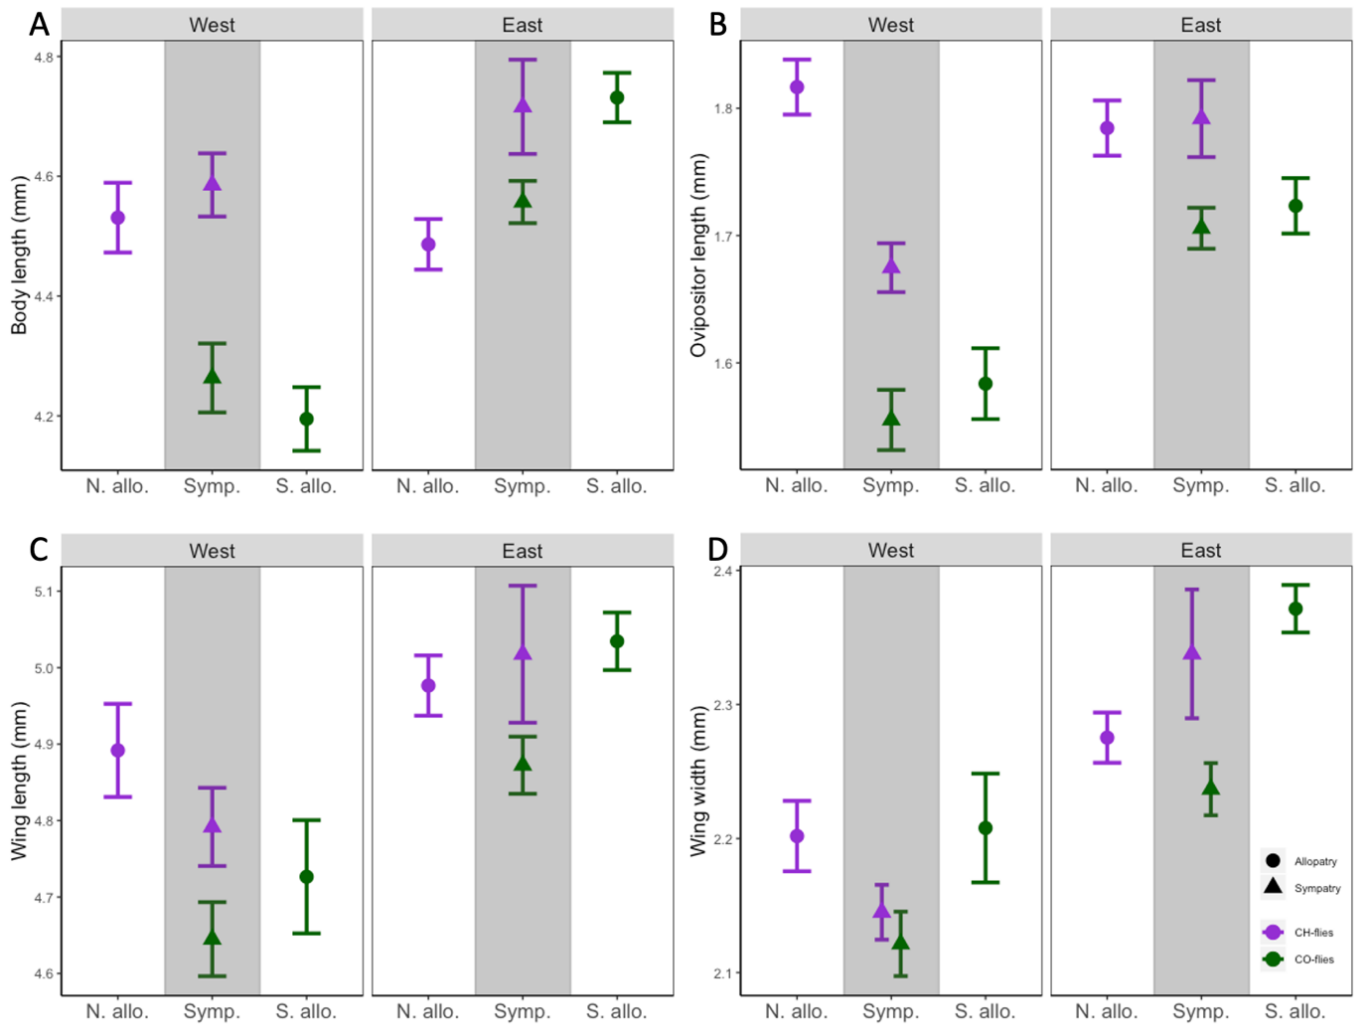 A
West
East
Body length (mm)
4.8
4.6
4.4
4.2
N. allo.
Symp.
S. allo.
N. allo.
Symp.
S. allo.
B
West
East
Ovipositor length (mm)
1.8
1.7
1.6
N. allo.
Symp.
S. allo.
N. allo.
Symp.
S. allo.
C
West
East
Wing length (mm)
5.1
5.0
4.9
4.8
4.7
4.6
N. allo.
Symp.
S. allo.
N. allo.
Symp.
S. allo.
D
West
East
Wing width (mm)
2.4
2.3
2.2
2.1
N. allo.
Symp.
S. allo.
N. allo.
Symp.
S. allo.
Allopatry
Sympatry
CH-flies
CO-flies